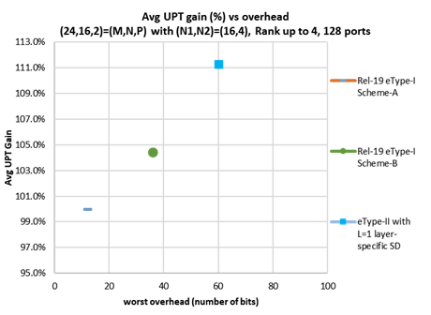 Avg UPT gain (%) vs overhead
(24,16,2)=(M,N,P) with (N1,N2)=(16,4), Rank up to 4, 128 ports
113.0%
111.0%
109.0%
107.0%
105.0%
103.0%
101.0%
99.0%
97.0%
95.0%
Avg UPT Gain
0 20 40 60 80 100
worst overhead (number of bits)
Rel-19 eType-I
Scheme-A
Rel-19 eType-I
Scheme-B
eType-II with
L=1 layer-
specific SD